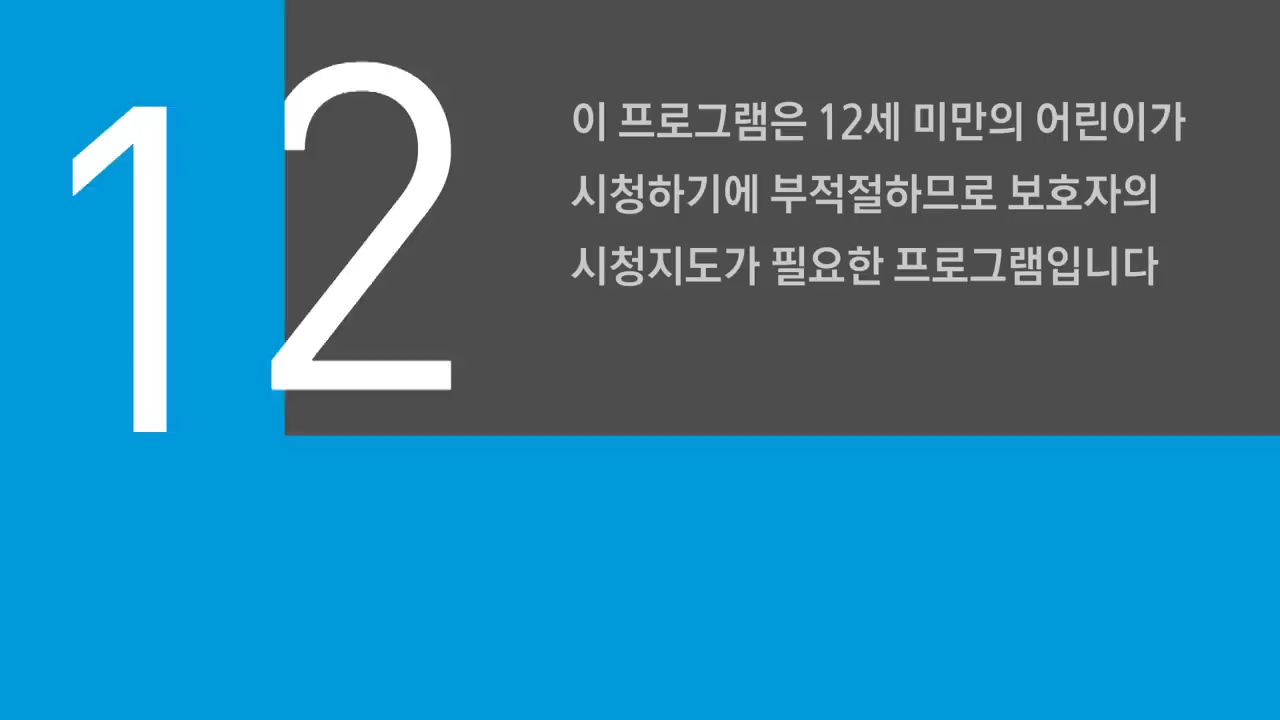 12
이 프로그램은 12세 미만의 어린이가
시청하기에 부적절하므로 보호자의
시청지도가 필요한 프로그램입니다